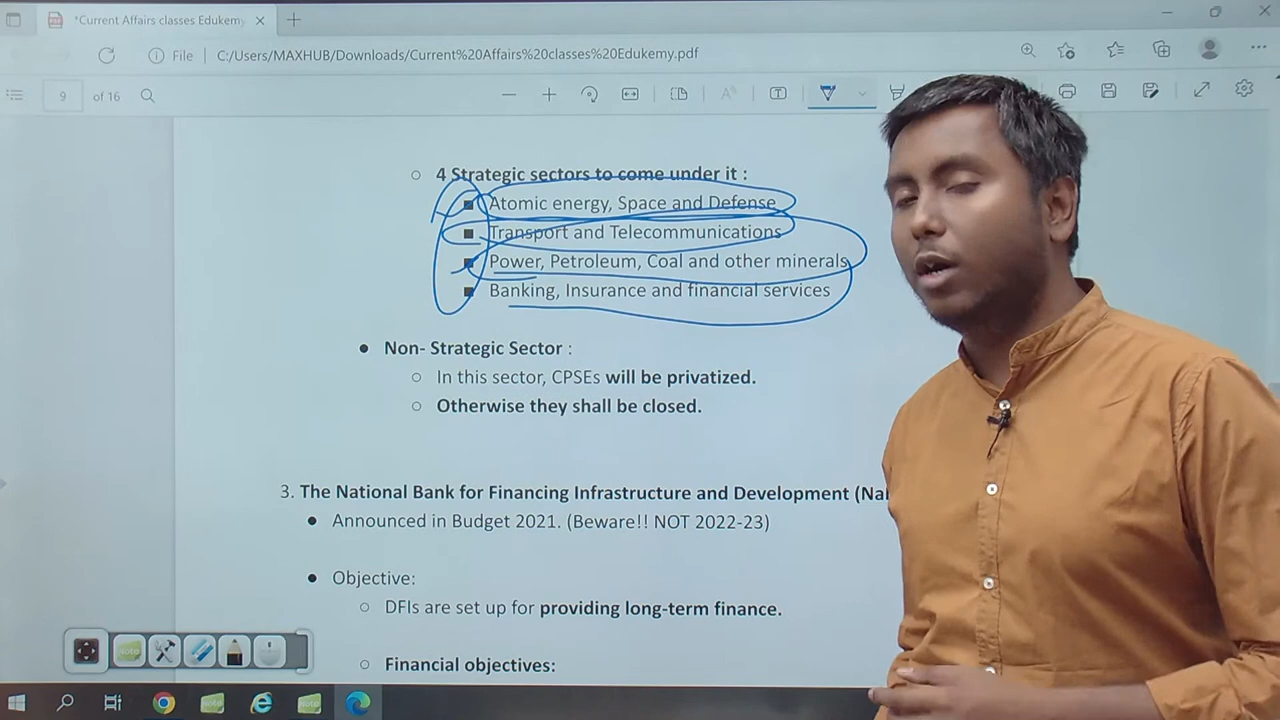 *Current Affairs classes Edukemy
File
C:/Users/MAXHUB/Downloads/Current%20Affairs%20classes%20Edukemy.pdf
9 of 16
4 Strategic sectors to come under it :
Atomic energy, Space and Defense
Transport and Telecommunications
Power, Petroleum, Coal and other minerals
Banking, Insurance and financial services
Non- Strategic Sector :
In this sector, CPSEs will be privatized.
Otherwise they shall be closed.
3. The National Bank for Financing Infrastructure and Development
Announced in Budget 2021. (Beware!! NOT 2022-23)
Objective:
DFIs are set up for providing long-term finance.
Financial objectives: